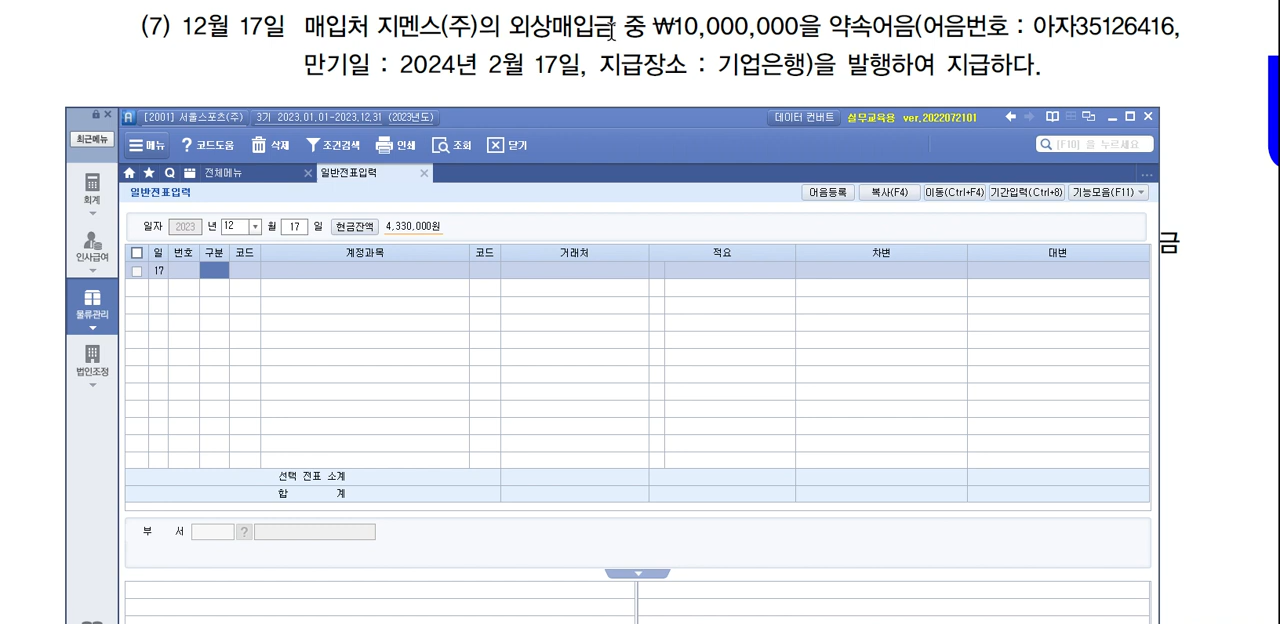 (7) 12월 17일 매입처 지멘스(주)의 외상매입금 중 ₩10,000,000을 약속어음(어음번호 : 아자35126416,
만기일 : 2024년 2월 17일, 지급장소 : 기업은행)을 발행하여 지급하다.
[2001] 서울스포츠(주) 3기 2023.01.01-2023.12.31 (2023년도) 데이터 컨버트 실무교육용 ver.2022072101
최근메뉴 메뉴 코드도움 삭제 조건검색 인쇄 조회 닫기 [F10] 을 누르세요
전체메뉴 일반전표입력
일반전표입력 어음등록 복사(F4) 이동(Ctrl+F4) 기간입력(Ctrl+8) 기능모음(F11)
회계
일자 2023 년 12 월 17 일 현금잔액 4,330,000원
금
인사급여
일 번호 구분 코드 계정과목 코드 거래처 적요 차변 대변
17
물류관리
법인조정
선택 전표 소계
합 계
부 서 ?